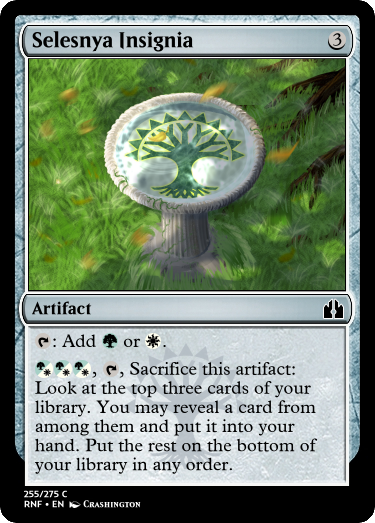 Selesnya Insignia 3
Artifact
: Add or .
, , Sacrifice this artifact:
Look at the top three cards of your
library. You may reveal a card from
among them and put it into your
hand. Put the rest on the bottom of
your library in any order.
255/275 C
RNF • EN Crashington